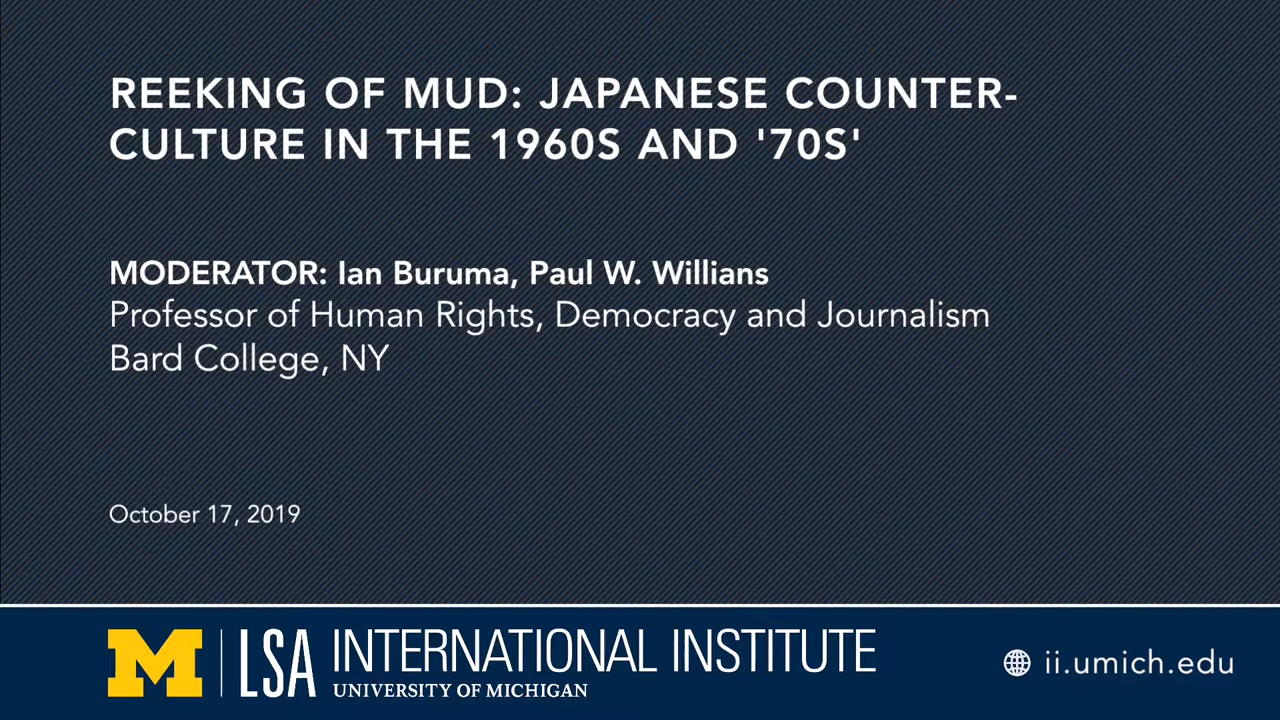 REEKING OF MUD: JAPANESE COUNTER-
CULTURE IN THE 1960S AND '70S'
MODERATOR: Ian Buruma, Paul W. Willians
Professor of Human Rights, Democracy and Journalism
Bard College, NY
October 17, 2019
M LSA INTERNATIONAL INSTITUTE
UNIVERSITY OF MICHIGAN
ii.umich.edu